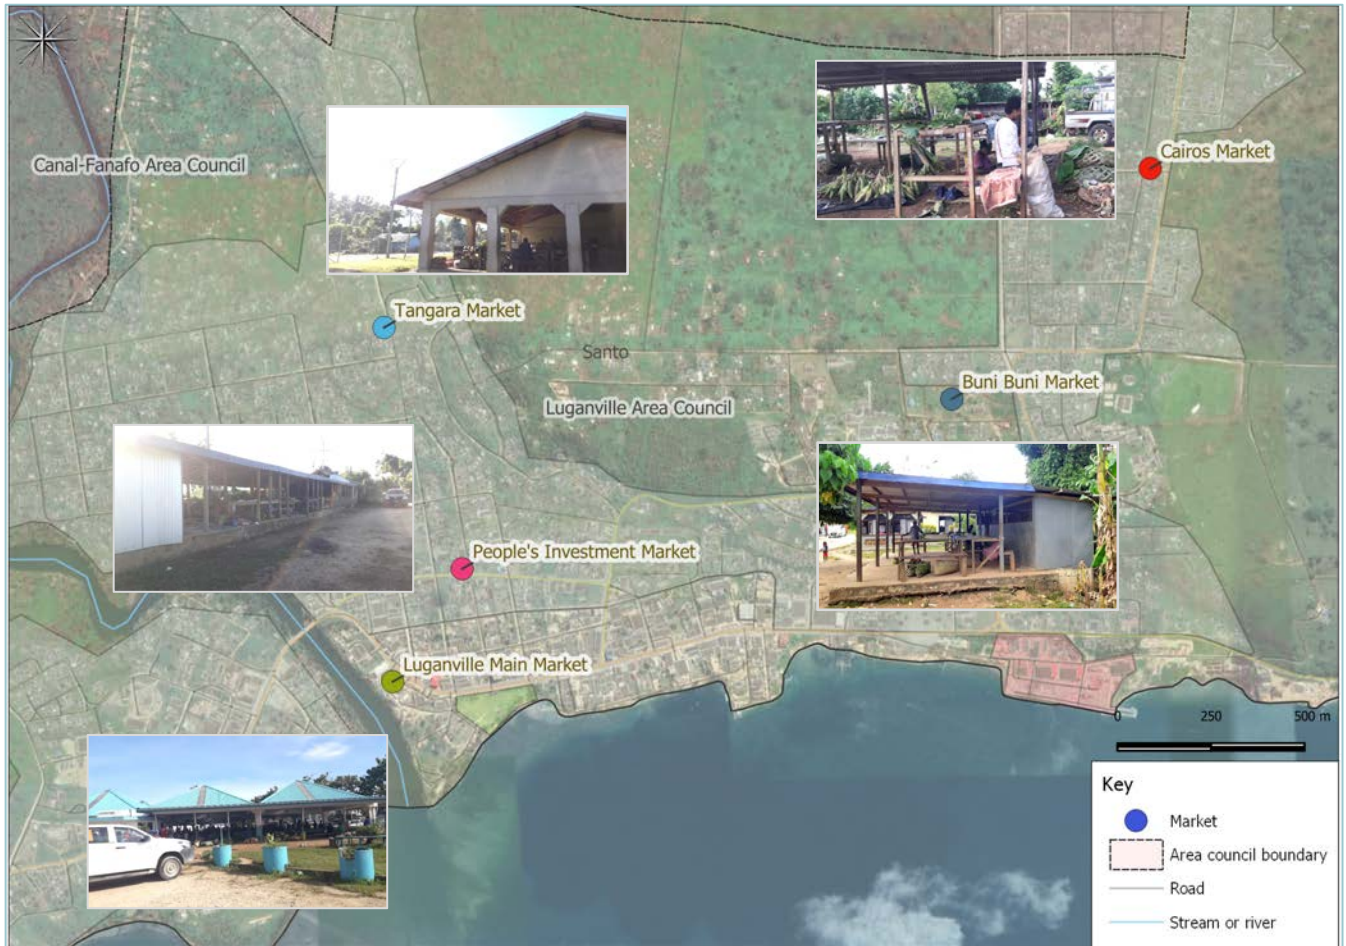 Canal-Fanafo Area Council
Cairos Market
Tangara Market
Santo
Buni Buni Market
Luganville Area Council
People's Investment Market
Luganville Main Market
0 250 500 m
Key
Market
Area council boundary
Road
Stream or river